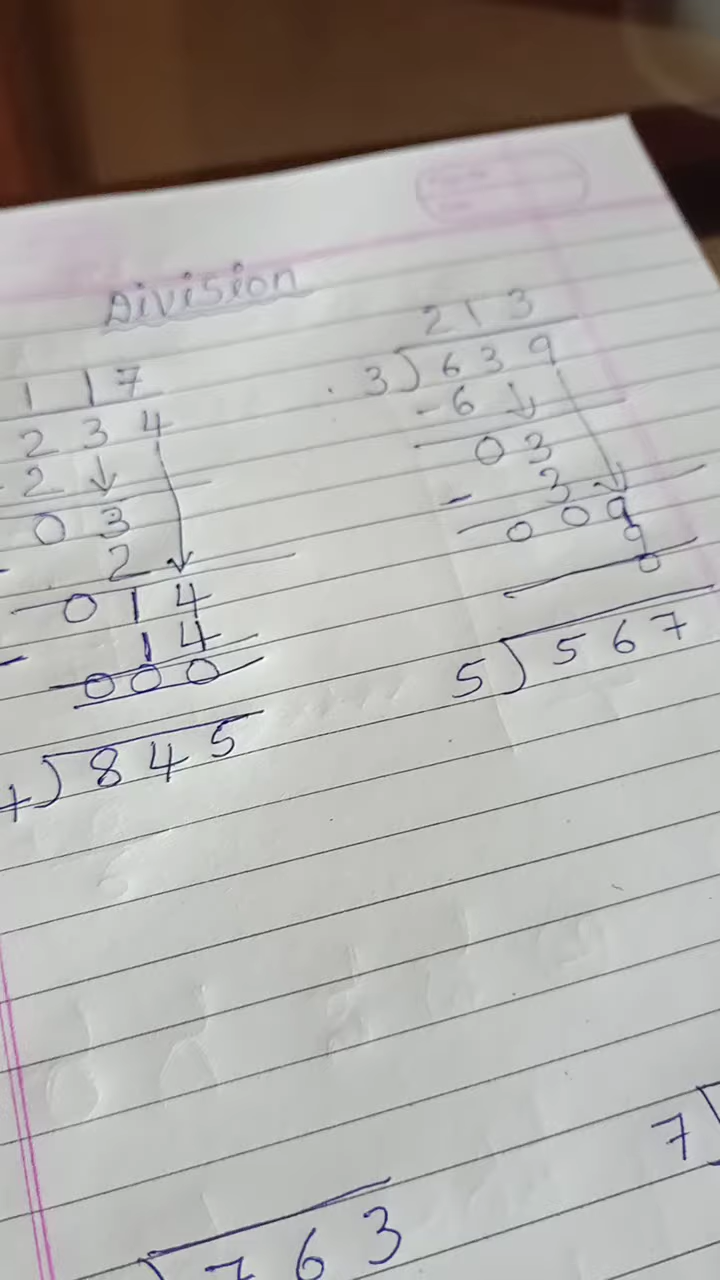 Division
1 1 7
2 3 4
- 2 ↓
0 3
- 2 ↓
0 1 4
- 1 4
0 0 0
2 1 3
3) 6 3 9
- 6 ↓
0 3
- 3 ↓
0 0 9
9
0
4) 8 4 5
5) 5 6 7
7 6 3
7)